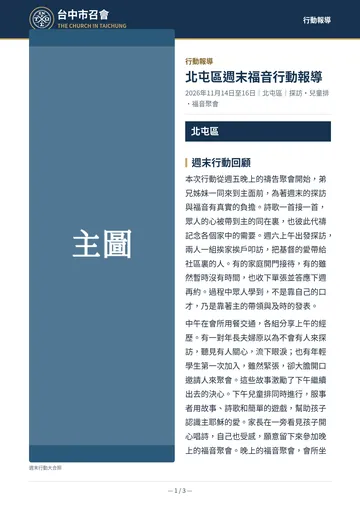 台中市召會
THE CHURCH IN TAICHUNG
行動報導
主圖
週末行動大合照
行動報導
北屯區週末福音行動報導
2026年11月14日至16日｜北屯區｜探訪・兒童排
・福音聚會
北屯區
週末行動回顧
本次行動從週五晚上的禱告聚會開始，弟
兄姊妹一同來到主面前，為著週末的探訪
與福音有真實的負擔。詩歌一首接一首，
眾人的心被帶到主的同在裏，也彼此代禱
記念各個家中的需要。週六上午出發探訪，
兩人一組挨家挨戶叩訪，把基督的愛帶給
社區裏的人。有的家庭開門接待，有的雖
然暫時沒有時間，也收下單張並答應下週
再約。過程中眾人學到，不是靠自己的口
才，乃是靠著主的帶領與及時的發表。
中午在會所用餐交通，各組分享上午的經
歷。有一對年長夫婦原以為不會有人來探
訪，聽見有人關心，流下眼淚；也有年輕
學生第一次加入，雖然緊張，卻大膽開口
邀請人來聚會。這些故事激勵了下午繼續
出去的決心。下午兒童排同時進行，服事
者用故事、詩歌和簡單的遊戲，幫助孩子
認識主耶穌的愛。家長在一旁看見孩子開
心唱詩，自己也受感，願意留下來參加晚
上的福音聚會。晚上的福音聚會，會所坐
— 1 / 3 —